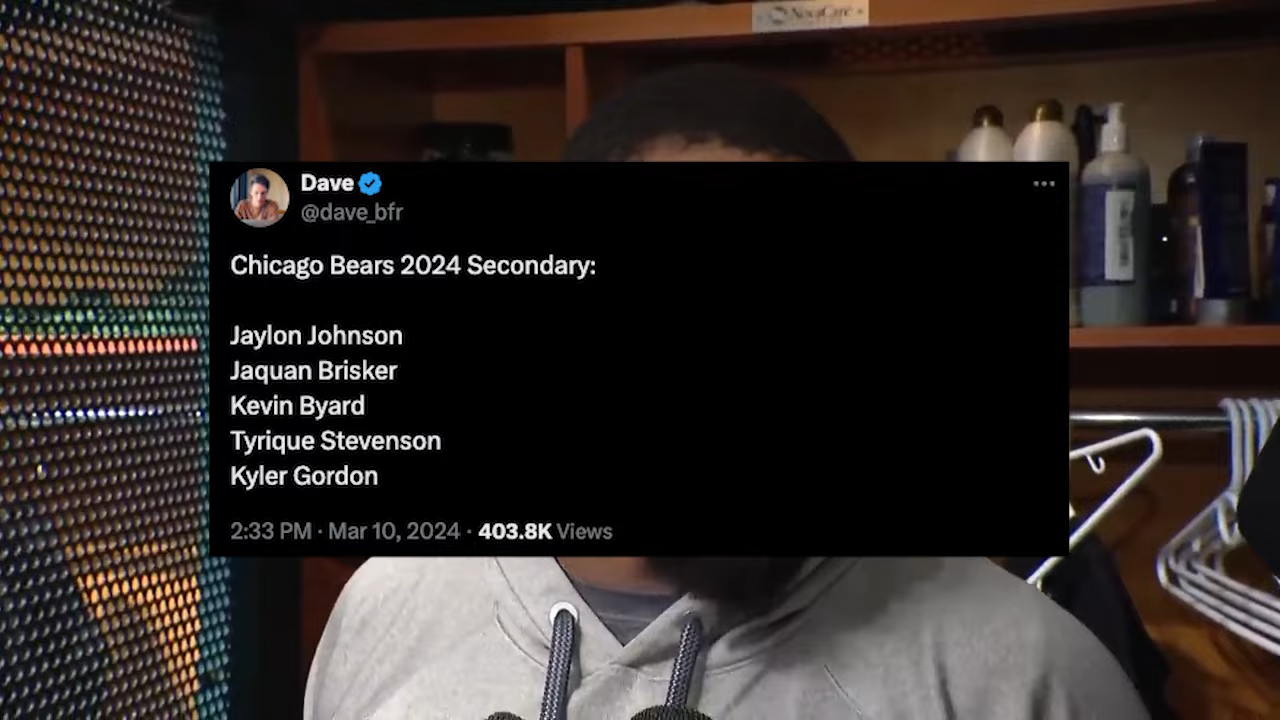 NovaCare
Dave
@dave_bfr
Chicago Bears 2024 Secondary:
Jaylon Johnson
Jaquan Brisker
Kevin Byard
Tyrique Stevenson
Kyler Gordon
2:33 PM · Mar 10, 2024 · 403.8K Views